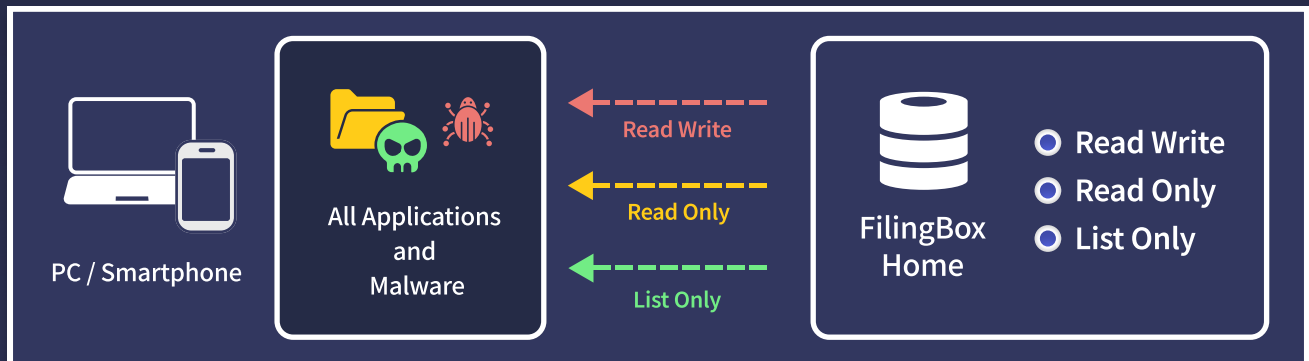 PC / Smartphone
All Applications
and
Malware
Read Write
Read Only
List Only
FilingBox
Home
Read Write
Read Only
List Only